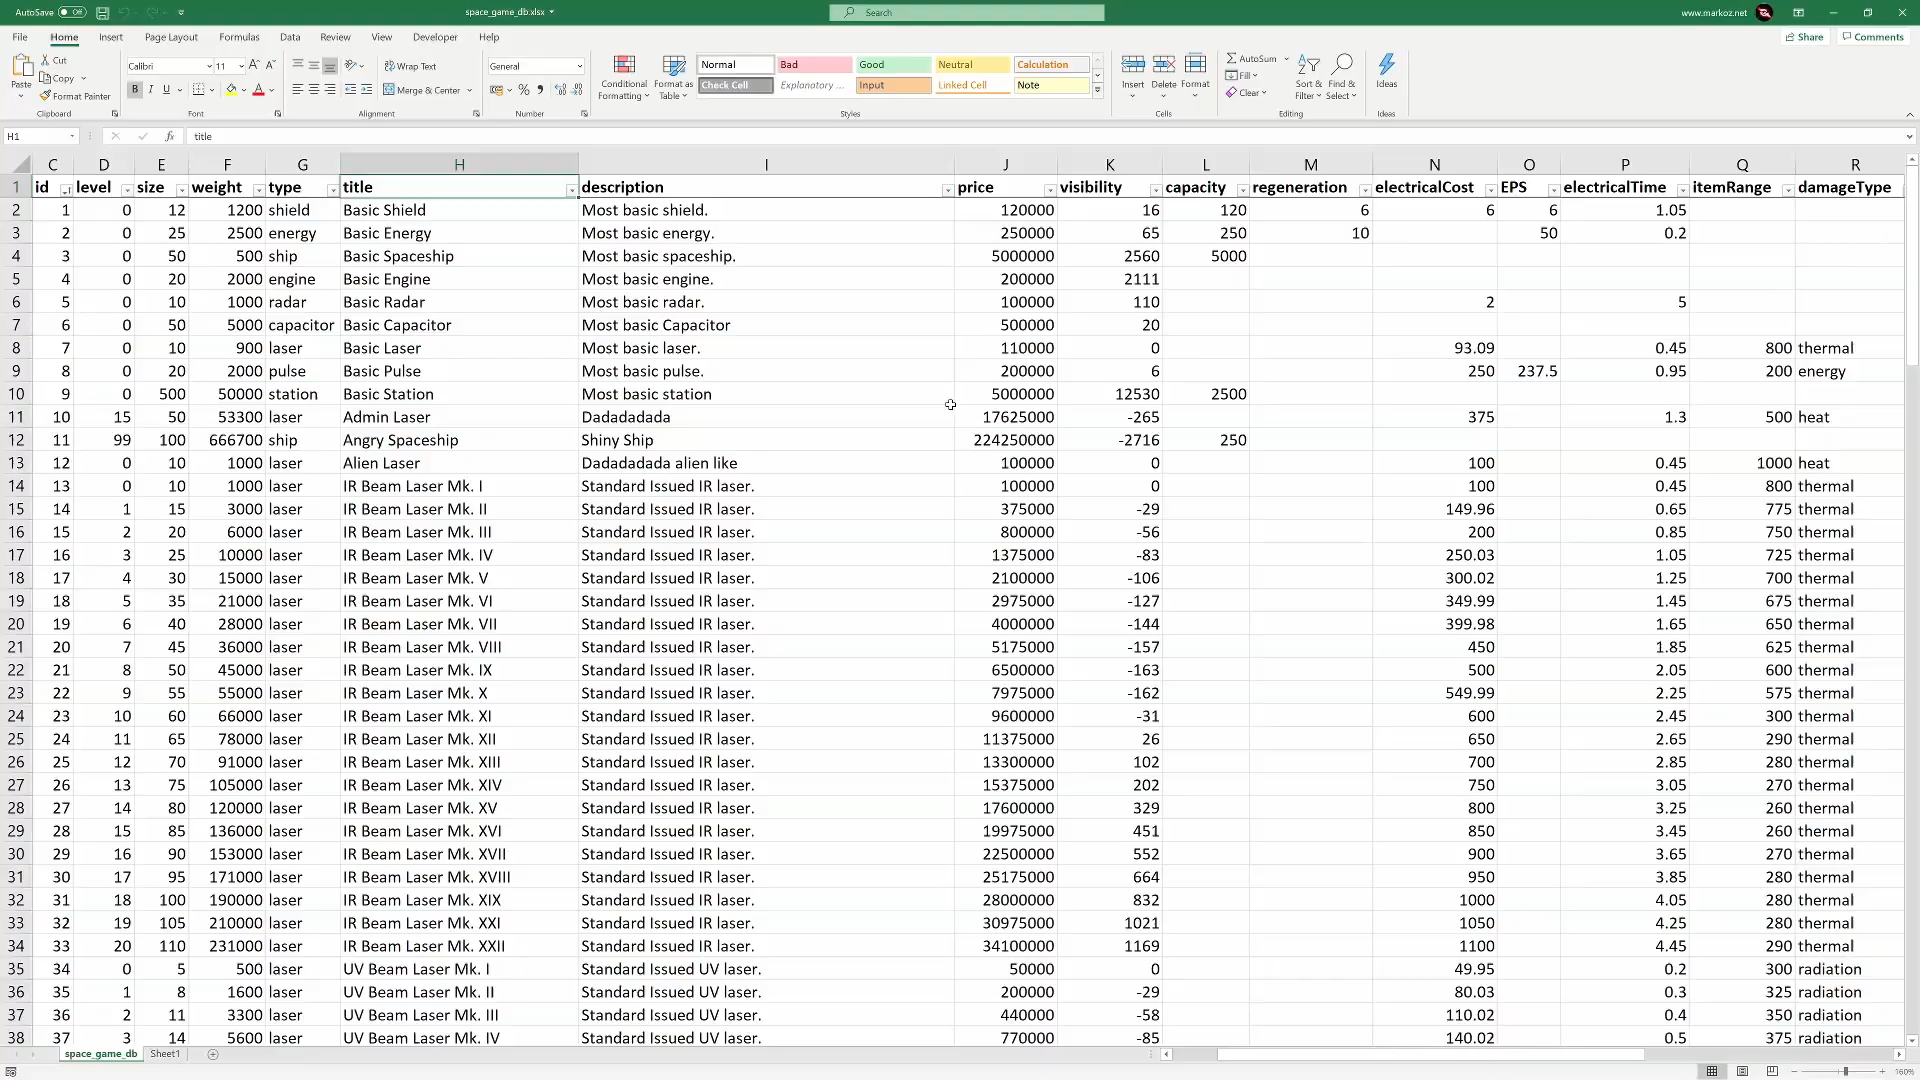 AutoSave Off space_game_db.xlsx Search www.markoz.net
File Home Insert Page Layout Formulas Data Review View Developer Help Share Comments
Cut Calibri 11 Wrap Text General Normal Bad Good Neutral Calculation AutoSum
Copy Fill
Paste Format Painter Merge & Center Conditional Formatting Format as Table Check Cell Explanatory ... Input Linked Cell Note Insert Delete Format Clear Sort & Filter Find & Select Ideas
Clipboard Font Alignment Number Styles Cells Editing Ideas
H1 title
C D E F G H I J K L M N O P Q R
1 id level size weight type title description price visibility capacity regeneration electricalCost EPS electricalTime itemRange damageType
2 1 0 12 1200 shield Basic Shield Most basic shield. 120000 16 120 6 6 6 1.05
3 2 0 25 2500 energy Basic Energy Most basic energy. 250000 65 250 10 50 0.2
4 3 0 50 500 ship Basic Spaceship Most basic spaceship. 5000000 2560 5000
5 4 0 20 2000 engine Basic Engine Most basic engine. 200000 2111
6 5 0 10 1000 radar Basic Radar Most basic radar. 100000 110 2 5
7 6 0 50 5000 capacitor Basic Capacitor Most basic Capacitor 500000 20
8 7 0 10 900 laser Basic Laser Most basic laser. 110000 0 93.09 0.45 800 thermal
9 8 0 20 2000 pulse Basic Pulse Most basic pulse. 200000 6 250 237.5 0.95 200 energy
10 9 0 500 50000 station Basic Station Most basic station 5000000 12530 2500
11 10 15 50 53300 laser Admin Laser Dadadadada 17625000 -265 375 1.3 500 heat
12 11 99 100 666700 ship Angry Spaceship Shiny Ship 224250000 -2716 250
13 12 0 10 1000 laser Alien Laser Dadadadada alien like 100000 0 100 0.45 1000 heat
14 13 0 10 1000 laser IR Beam Laser Mk. I Standard Issued IR laser. 100000 0 100 0.45 800 thermal
15 14 1 15 3000 laser IR Beam Laser Mk. II Standard Issued IR laser. 375000 -29 149.96 0.65 775 thermal
16 15 2 20 6000 laser IR Beam Laser Mk. III Standard Issued IR laser. 800000 -56 200 0.85 750 thermal
17 16 3 25 10000 laser IR Beam Laser Mk. IV Standard Issued IR laser. 1375000 -83 250.03 1.05 725 thermal
18 17 4 30 15000 laser IR Beam Laser Mk. V Standard Issued IR laser. 2100000 -106 300.02 1.25 700 thermal
19 18 5 35 21000 laser IR Beam Laser Mk. VI Standard Issued IR laser. 2975000 -127 349.99 1.45 675 thermal
20 19 6 40 28000 laser IR Beam Laser Mk. VII Standard Issued IR laser. 4000000 -144 399.98 1.65 650 thermal
21 20 7 45 36000 laser IR Beam Laser Mk. VIII Standard Issued IR laser. 5175000 -157 450 1.85 625 thermal
22 21 8 50 45000 laser IR Beam Laser Mk. IX Standard Issued IR laser. 6500000 -163 500 2.05 600 thermal
23 22 9 55 55000 laser IR Beam Laser Mk. X Standard Issued IR laser. 7975000 -162 549.99 2.25 575 thermal
24 23 10 60 66000 laser IR Beam Laser Mk. XI Standard Issued IR laser. 9600000 -31 600 2.45 300 thermal
25 24 11 65 78000 laser IR Beam Laser Mk. XII Standard Issued IR laser. 11375000 26 650 2.65 290 thermal
26 25 12 70 91000 laser IR Beam Laser Mk. XIII Standard Issued IR laser. 13300000 102 700 2.85 280 thermal
27 26 13 75 105000 laser IR Beam Laser Mk. XIV Standard Issued IR laser. 15375000 202 750 3.05 270 thermal
28 27 14 80 120000 laser IR Beam Laser Mk. XV Standard Issued IR laser. 17600000 329 800 3.25 260 thermal
29 28 15 85 136000 laser IR Beam Laser Mk. XVI Standard Issued IR laser. 19975000 451 850 3.45 260 thermal
30 29 16 90 153000 laser IR Beam Laser Mk. XVII Standard Issued IR laser. 22500000 552 900 3.65 270 thermal
31 30 17 95 171000 laser IR Beam Laser Mk. XVIII Standard Issued IR laser. 25175000 664 950 3.85 280 thermal
32 31 18 100 190000 laser IR Beam Laser Mk. XIX Standard Issued IR laser. 28000000 832 1000 4.05 280 thermal
33 32 19 105 210000 laser IR Beam Laser Mk. XXI Standard Issued IR laser. 30975000 1021 1050 4.25 280 thermal
34 33 20 110 231000 laser IR Beam Laser Mk. XXII Standard Issued IR laser. 34100000 1169 1100 4.45 290 thermal
35 34 0 5 500 laser UV Beam Laser Mk. I Standard Issued UV laser. 50000 0 49.95 0.2 300 radiation
36 35 1 8 1600 laser UV Beam Laser Mk. II Standard Issued UV laser. 200000 -29 80.03 0.3 325 radiation
37 36 2 11 3300 laser UV Beam Laser Mk. III Standard Issued UV laser. 440000 -58 110.02 0.4 350 radiation
38 37 3 14 5600 laser UV Beam Laser Mk. IV Standard Issued UV laser. 770000 -85 140.02 0.5 375 radiation
space_game_db Sheet1
160%